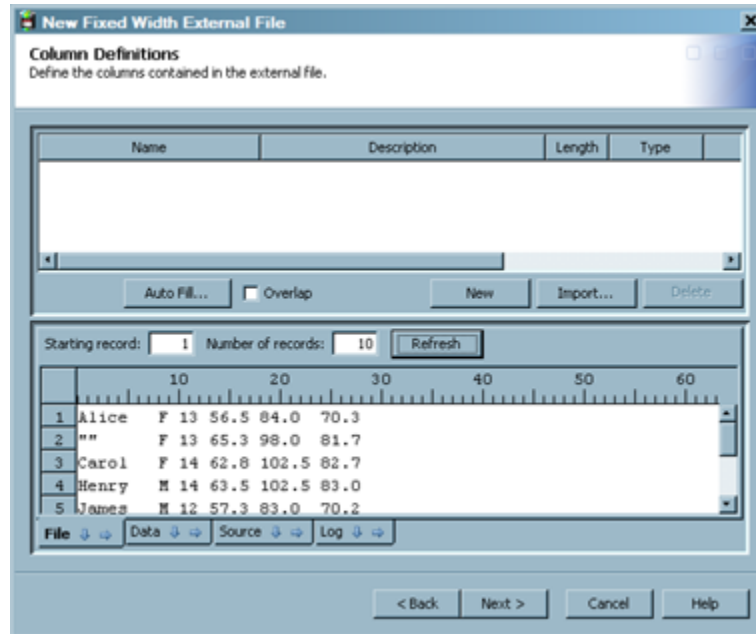 New Fixed Width External File
Column Definitions
Define the columns contained in the external file.
Name Description Length Type
Auto Fill... Overlap New Import... Delete
Starting record: 1 Number of records: 10 Refresh
10 20 30 40 50 60
1 Alice F 13 56.5 84.0 70.3
2 "" F 13 65.3 98.0 81.7
3 Carol F 14 62.8 102.5 82.7
4 Henry M 14 63.5 102.5 83.0
5 James M 12 57.3 83.0 70.2
File Data Source Log
< Back Next > Cancel Help